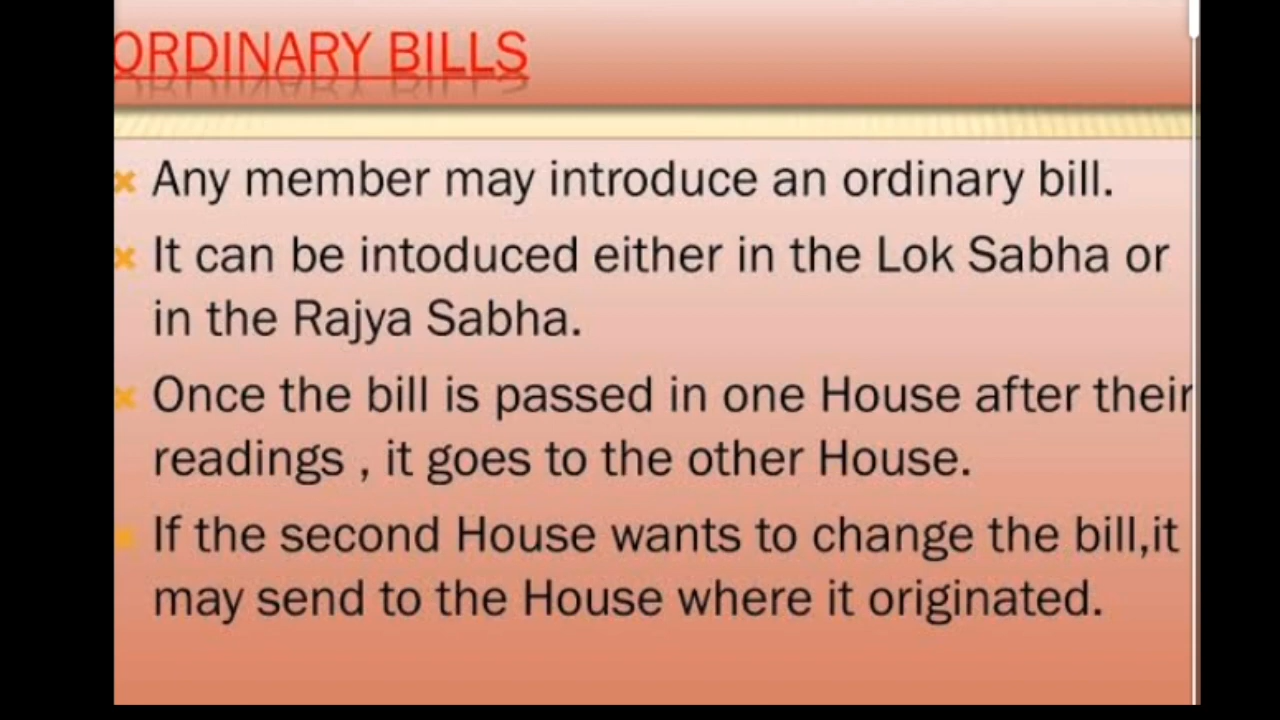 ORDINARY BILLS
Any member may introduce an ordinary bill.
It can be intoduced either in the Lok Sabha or
in the Rajya Sabha.
Once the bill is passed in one House after their
readings , it goes to the other House.
If the second House wants to change the bill,it
may send to the House where it originated.